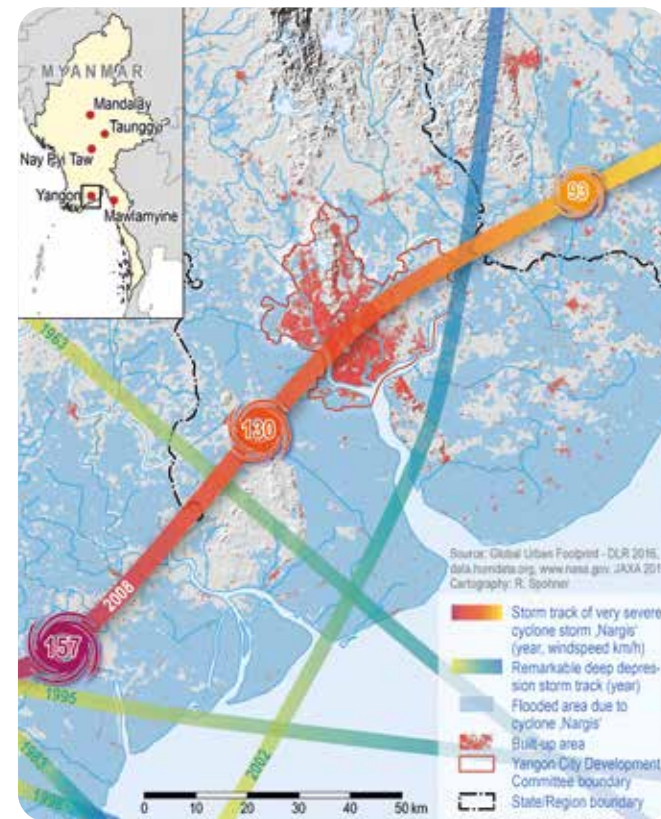 MYANMAR
Mandalay
Taunggyi
Nay Pyi Taw
Yangon
Mawlamyine
93
1963
130
2008
157
1995
2002
Source: Global Urban Footprint - DLR 2016,
data.humdata.org, www.nasa.gov, JAXA 201
Cartography: R. Spohner
Storm track of very severe
cyclone storm ‚Nargis'
(year, windspeed km/h)
Remarkable deep depres-
sion storm track (year)
Flooded area due to
cyclone ‚Nargis'
Built-up area
Yangon City Development
Committee boundary
State/Region boundary
0 10 20 30 40 50 km